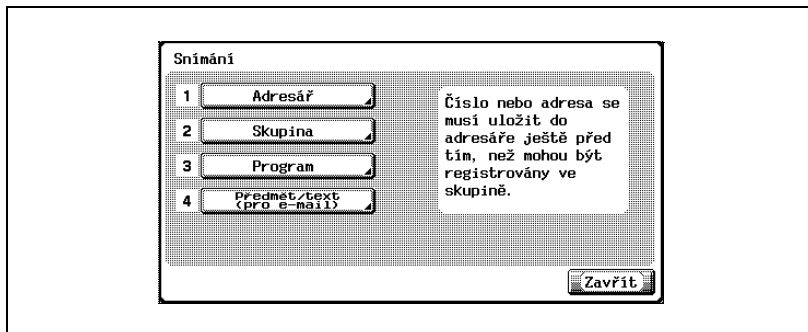 Snímání
1 Adresář
2 Skupina
3 Program
4 Předmět/text
(pro e-mail)
Číslo nebo adresa se
musí uložit do
adresáře ještě před
tím, než mohou být
registrovány ve
skupině.
Zavřít